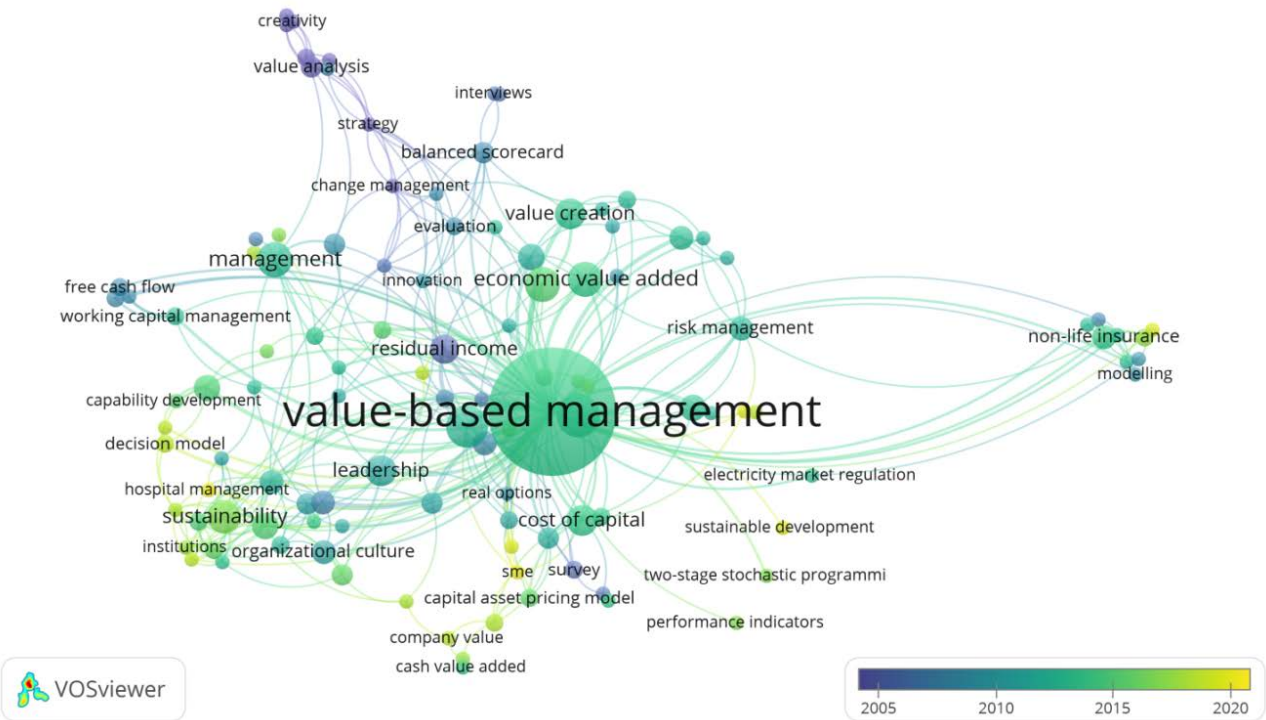 creativity
value analysis
interviews
strategy
balanced scorecard
change management
value creation
evaluation
management
innovation
economic value added
free cash flow
working capital management
risk management
non-life insurance
residual income
modelling
capability development
value-based management
decision model
leadership
electricity market regulation
hospital management
real options
sustainability
cost of capital
sustainable development
institutions
organizational culture
sme
survey
two-stage stochastic programmi
capital asset pricing model
performance indicators
company value
cash value added
VOSviewer
2005
2010
2015
2020